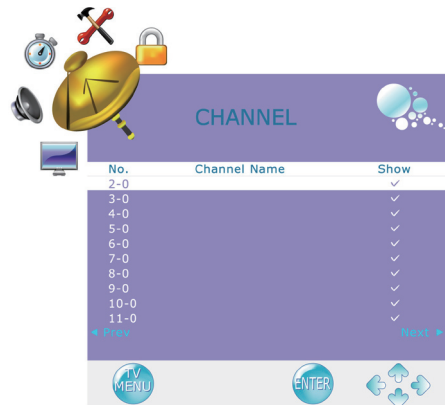 CHANNEL
No. Channel Name Show
2-0 ✓
3-0 ✓
4-0 ✓
5-0 ✓
6-0 ✓
7-0 ✓
8-0 ✓
9-0 ✓
10-0 ✓
11-0 ✓
◄ Prev Next ►
TV
MENU
ENTER